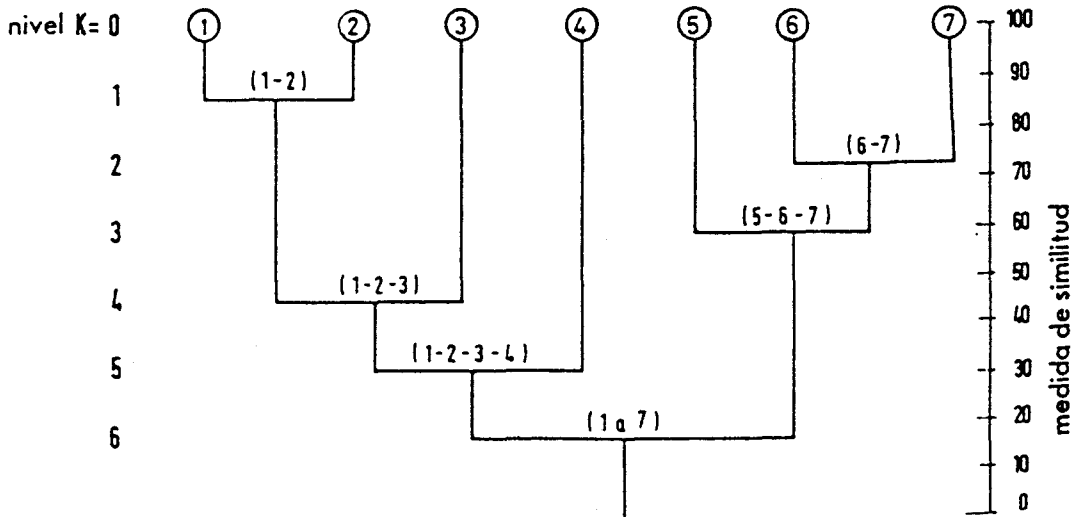 nivel K= 0 1 2 3 4 5 6 7 100
(1-2) 90
1
80
2 (6-7)
70
3 (5-6-7) 60
50
4 (1-2-3)
40
5 (1-2-3-4) 30
20
6 (1 a 7)
10
0
medida de similitud